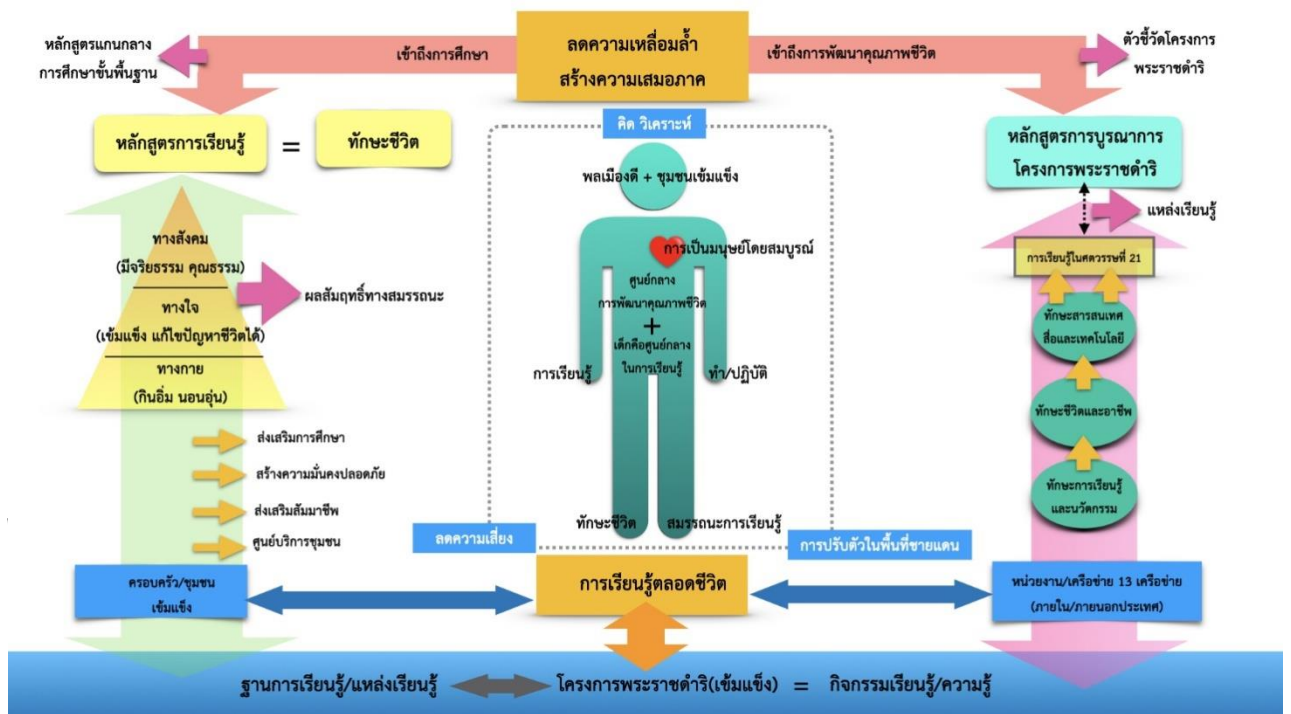 หลักสูตรแกนกลาง
การศึกษาขั้นพื้นฐาน
เข้าถึงการศึกษา
ลดความเหลื่อมล้ำ
สร้างความเสมอภาค
เข้าถึงการพัฒนาคุณภาพชีวิต
ตัวชี้วัดโครงการ
พระราชดำริ
หลักสูตรการเรียนรู้
=
ทักษะชีวิต
คิด วิเคราะห์
หลักสูตรการบูรณาการ
โครงการพระราชดำริ
พลเมืองดี + ชุมชนเข้มแข็ง
แหล่งเรียนรู้
ทางสังคม
(มีจริยธรรม คุณธรรม)
ทางใจ
(เข้มแข็ง แก้ไขปัญหาชีวิตได้)
ทางกาย
(กินอิ่ม นอนอุ่น)
ผลสัมฤทธิ์ทางสมรรถนะ
การเป็นมนุษย์โดยสมบูรณ์
ศูนย์กลาง
การพัฒนาคุณภาพชีวิต
+
เด็กคือศูนย์กลาง
ในการเรียนรู้
การเรียนรู้
ทำ/ปฏิบัติ
การเรียนรู้ในศตวรรษที่ 21
ทักษะสารสนเทศ
สื่อและเทคโนโลยี
ทักษะชีวิตและอาชีพ
ทักษะการเรียนรู้
และนวัตกรรม
ส่งเสริมการศึกษา
สร้างความมั่นคงปลอดภัย
ส่งเสริมสัมมาชีพ
ศูนย์บริการชุมชน
ทักษะชีวิต
สมรรถนะการเรียนรู้
ลดความเสี่ยง
การปรับตัวในพื้นที่ชายแดน
ครอบครัว/ชุมชน
เข้มแข็ง
การเรียนรู้ตลอดชีวิต
หน่วยงาน/เครือข่าย 13 เครือข่าย
(ภายใน/ภายนอกประเทศ)
ฐานการเรียนรู้/แหล่งเรียนรู้
โครงการพระราชดำริ(เข้มแข็ง) = กิจกรรมเรียนรู้/ความรู้